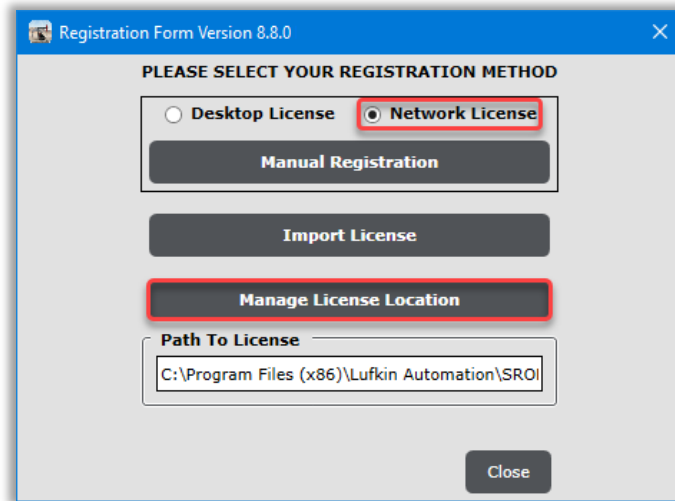 Registration Form Version 8.8.0
PLEASE SELECT YOUR REGISTRATION METHOD
Desktop License Network License
Manual Registration
Import License
Manage License Location
Path To License
C:\Program Files (x86)\Lufkin Automation\SROI
Close